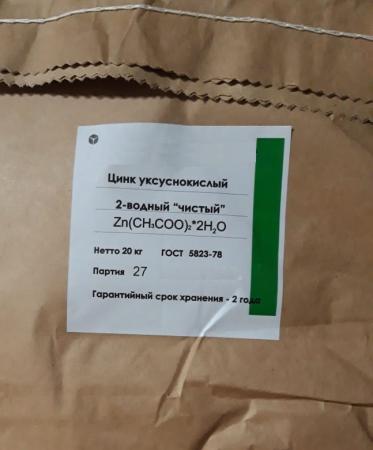 Цинк уксуснокислый
2-водный "чистый"
Zn(CH₃COO)₂*2H₂O
Нетто 20 кг ГОСТ 5823-78
Партия 27
Гарантийный срок хранения - 2 года